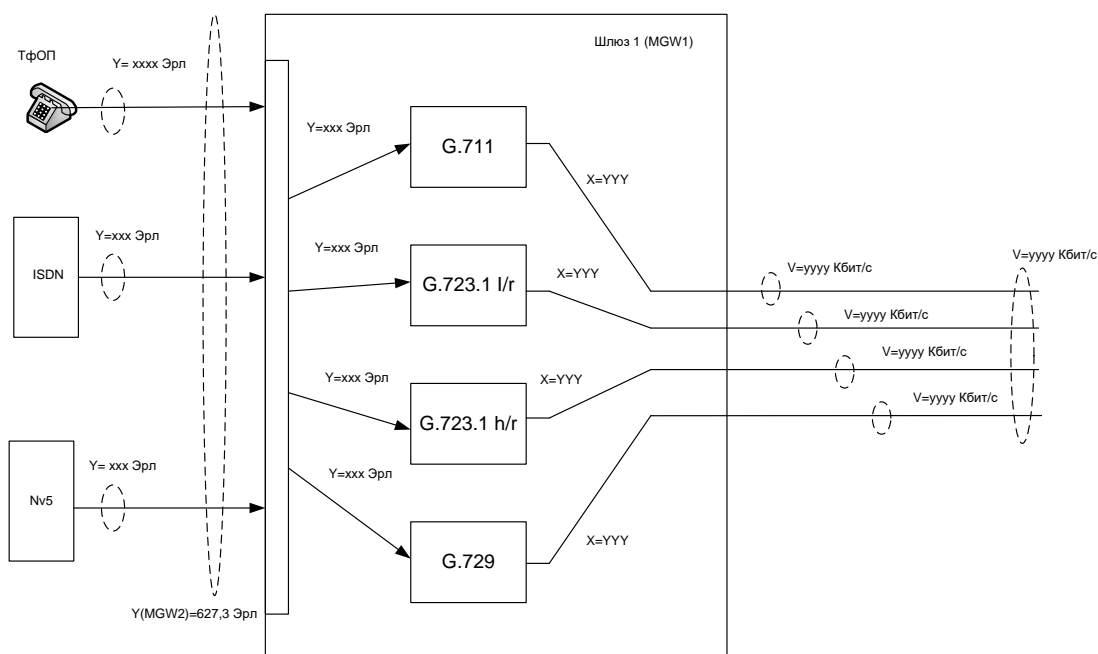 Шлюз 1 (MGW1)
ТфОП
Y= xxxx Эрл
Y=xxx Эрл
G.711
X=YYY
Y=xxx Эрл
ISDN
Y=xxx Эрл
G.723.1 l/r
X=YYY
V=yyyy Кбит/с
V=yyyy Кбит/с
V=yyyy Кбит/с
V=yyyy Кбит/с
Y=xxx Эрл
X=YYY
G.723.1 h/r
V=yyyy Кбит/с
Nv5
Y= xxx Эрл
Y=xxx Эрл
G.729
X=YYY
Y(MGW2)=627,3 Эрл